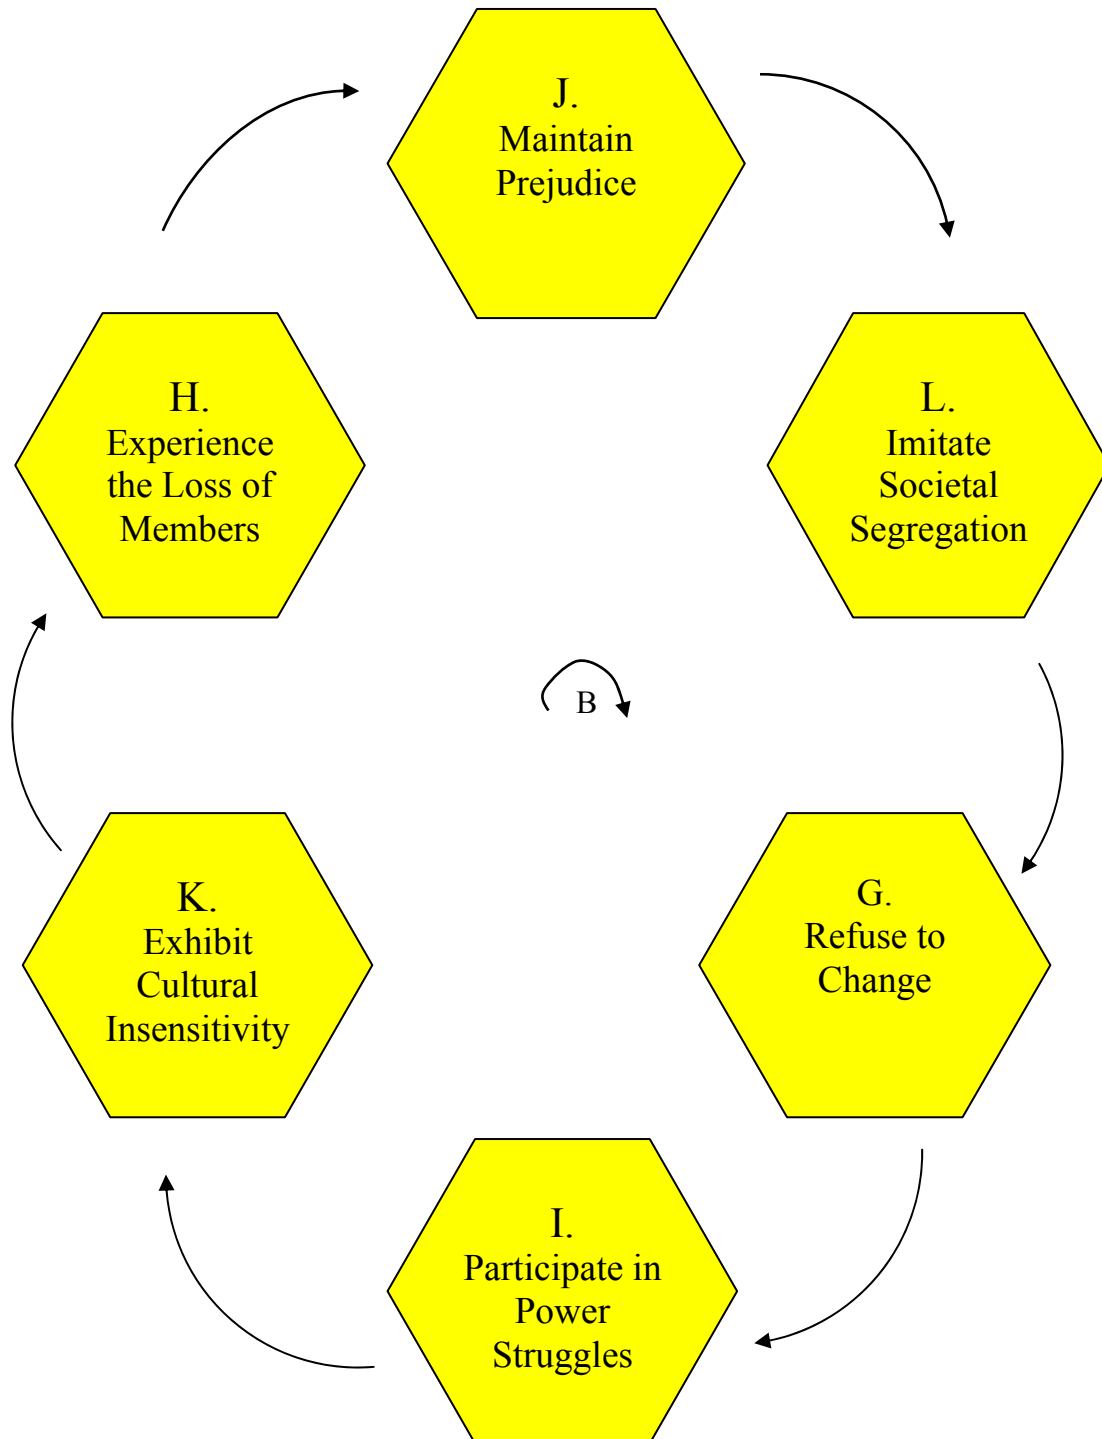 J.
Maintain
Prejudice
H.
Experience
the Loss of
Members
L.
Imitate
Societal
Segregation
B
K.
Exhibit
Cultural
Insensitivity
G.
Refuse to
Change
I.
Participate in
Power
Struggles